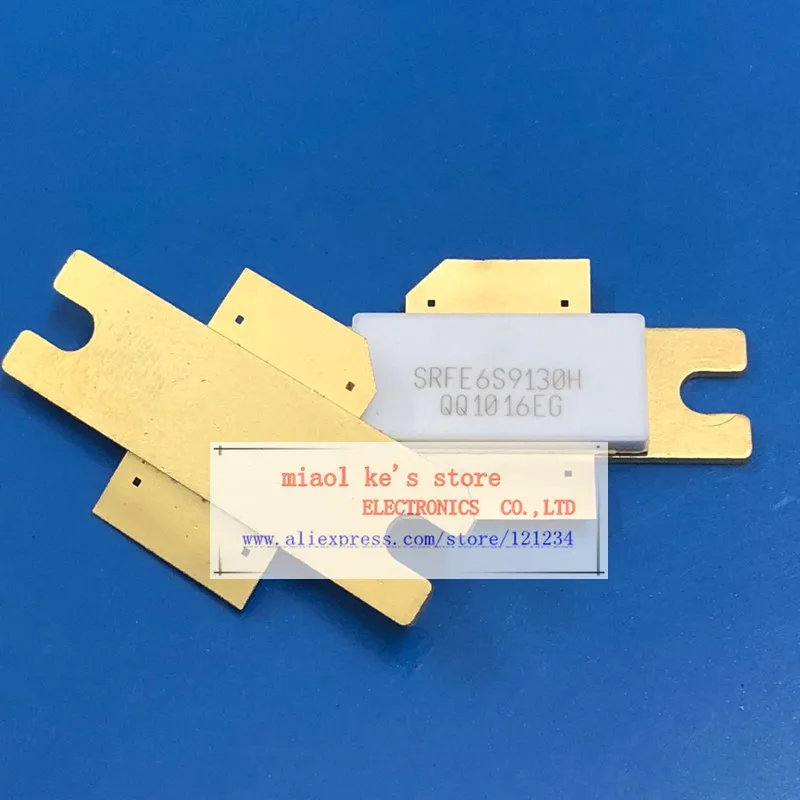 SRFE6S9130H
QQ1016EG
miaol ke's store
ELECTRONICS CO.,LTD
www.aliexpress.com/store/121234